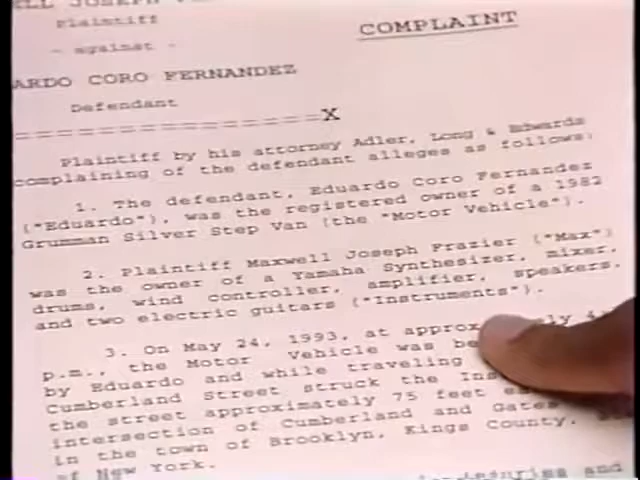 Plaintiff
- against -
ARDO CORO FERNANDEZ
Defendant
COMPLAINT
=====================X
Plaintiff by his attorney Adler, Long & Edwards
complaining of the defendant alleges as follows:
1. The defendant, Eduardo Coro Fernandez
("Eduardo"), was the registered owner of a 1982
Grumman Silver Step Van (the "Motor Vehicle").
2. Plaintiff Maxwell Joseph Frazier ("Max")
was the owner of a Yamaha Synthesizer, mixer,
drums, wind controller, amplifier, speakers,
and two electric guitars ("Instruments").
3. On May 24, 1993, at approx
p.m., the Motor Vehicle was be
by Eduardo and while traveling
Cumberland Street struck the Ins
the street approximately 75 feet
intersection of Cumberland and Gates
in the town of Brooklyn, Kings County,
of New York.
and